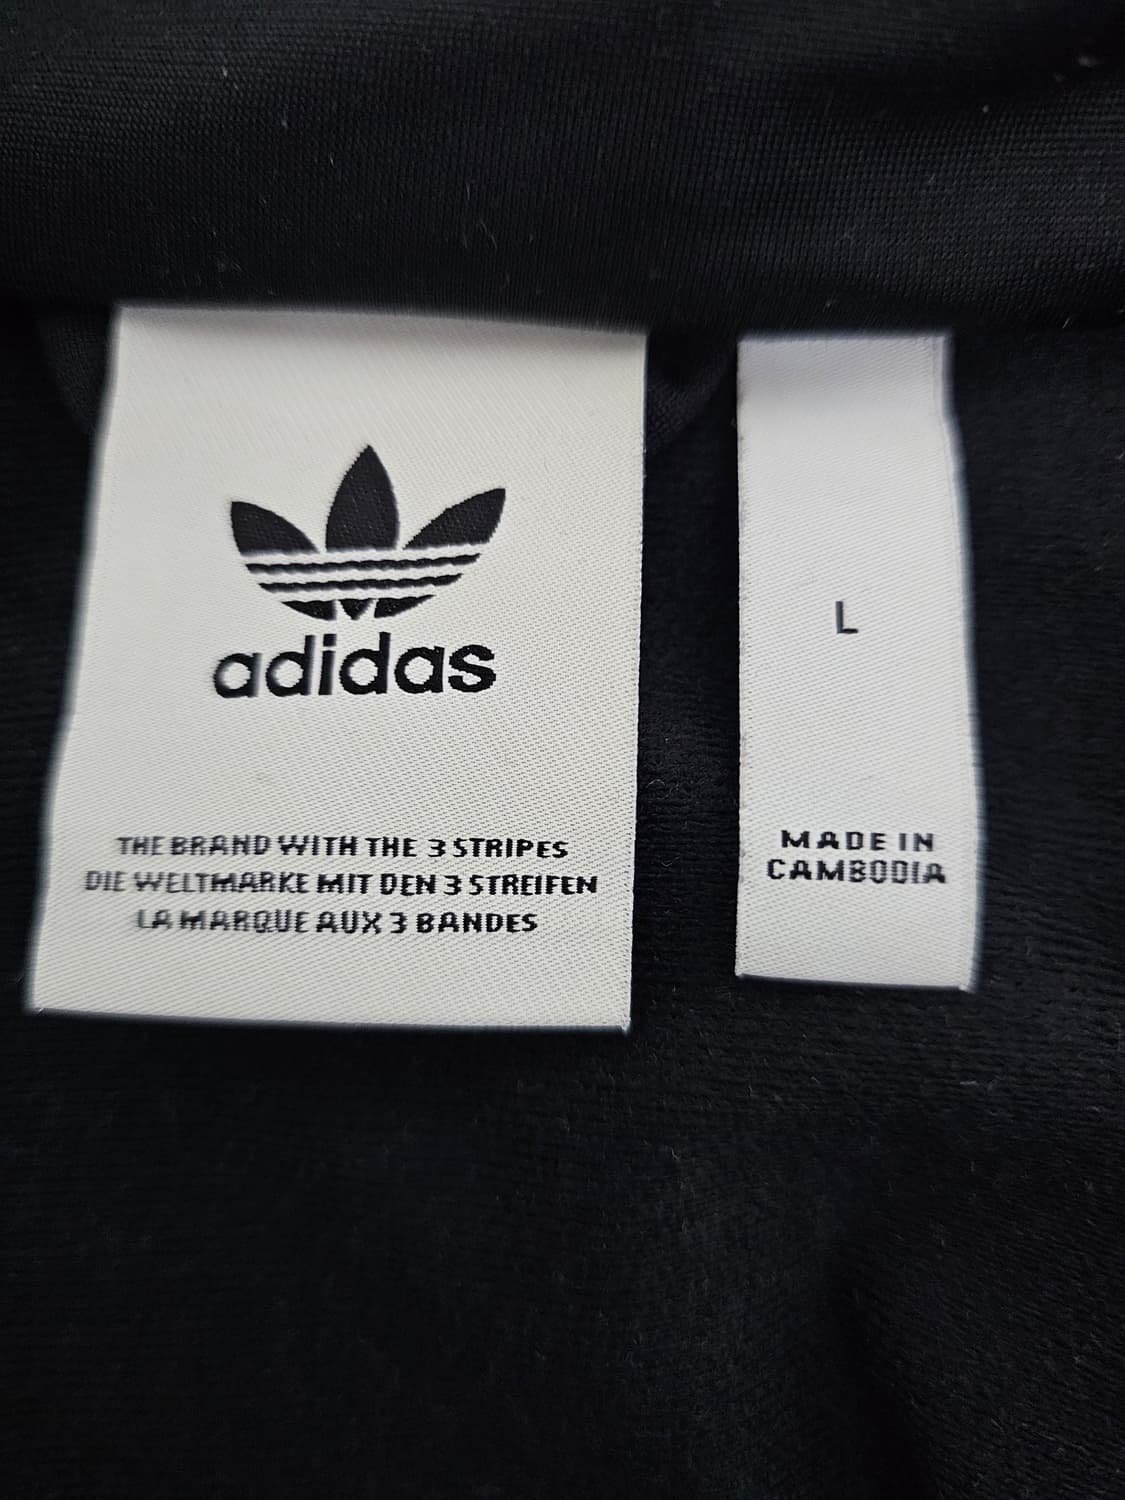 adidas
THE BRAND WITH THE 3 STRIPES
DIE WELTMARKE MIT DEN 3 STREIFEN
LA MARQUE AUX 3 BANDES
L
MADE IN
CAMBODIA